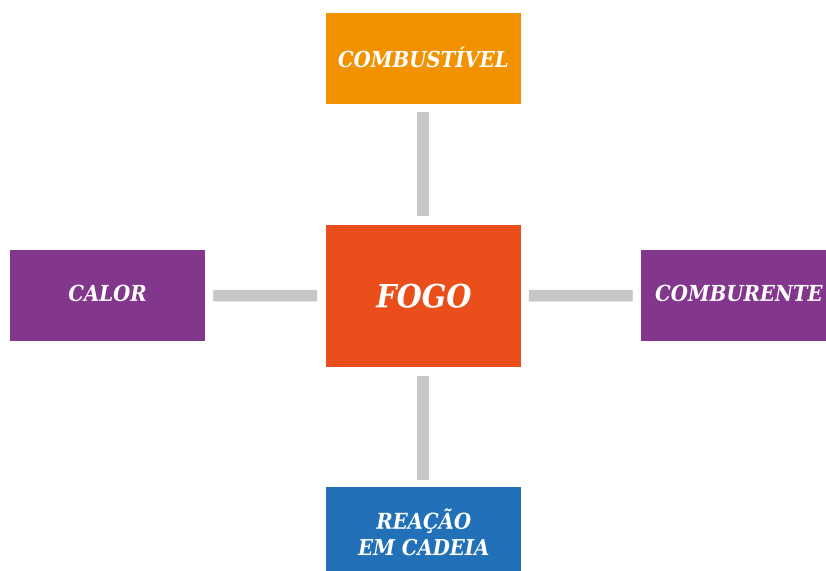 COMBUSTÍVEL
CALOR
FOGO
COMBURENTE
REAÇÃO
EM CADEIA